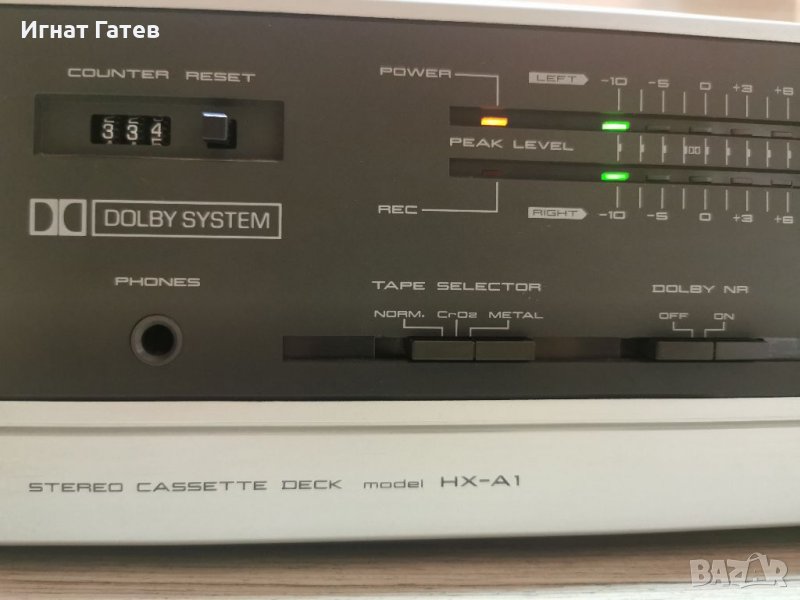 Игнат Гатев
COUNTER RESET
POWER
LEFT -10 -5 0 +3 +6
334
PEAK LEVEL
DOLBY SYSTEM
REC
RIGHT -10 -5 0 +3 +6
PHONES
TAPE SELECTOR
DOLBY NR
NORM. CrO2 METAL
OFF ON
STEREO CASSETTE DECK model HX-A1
BAZAR